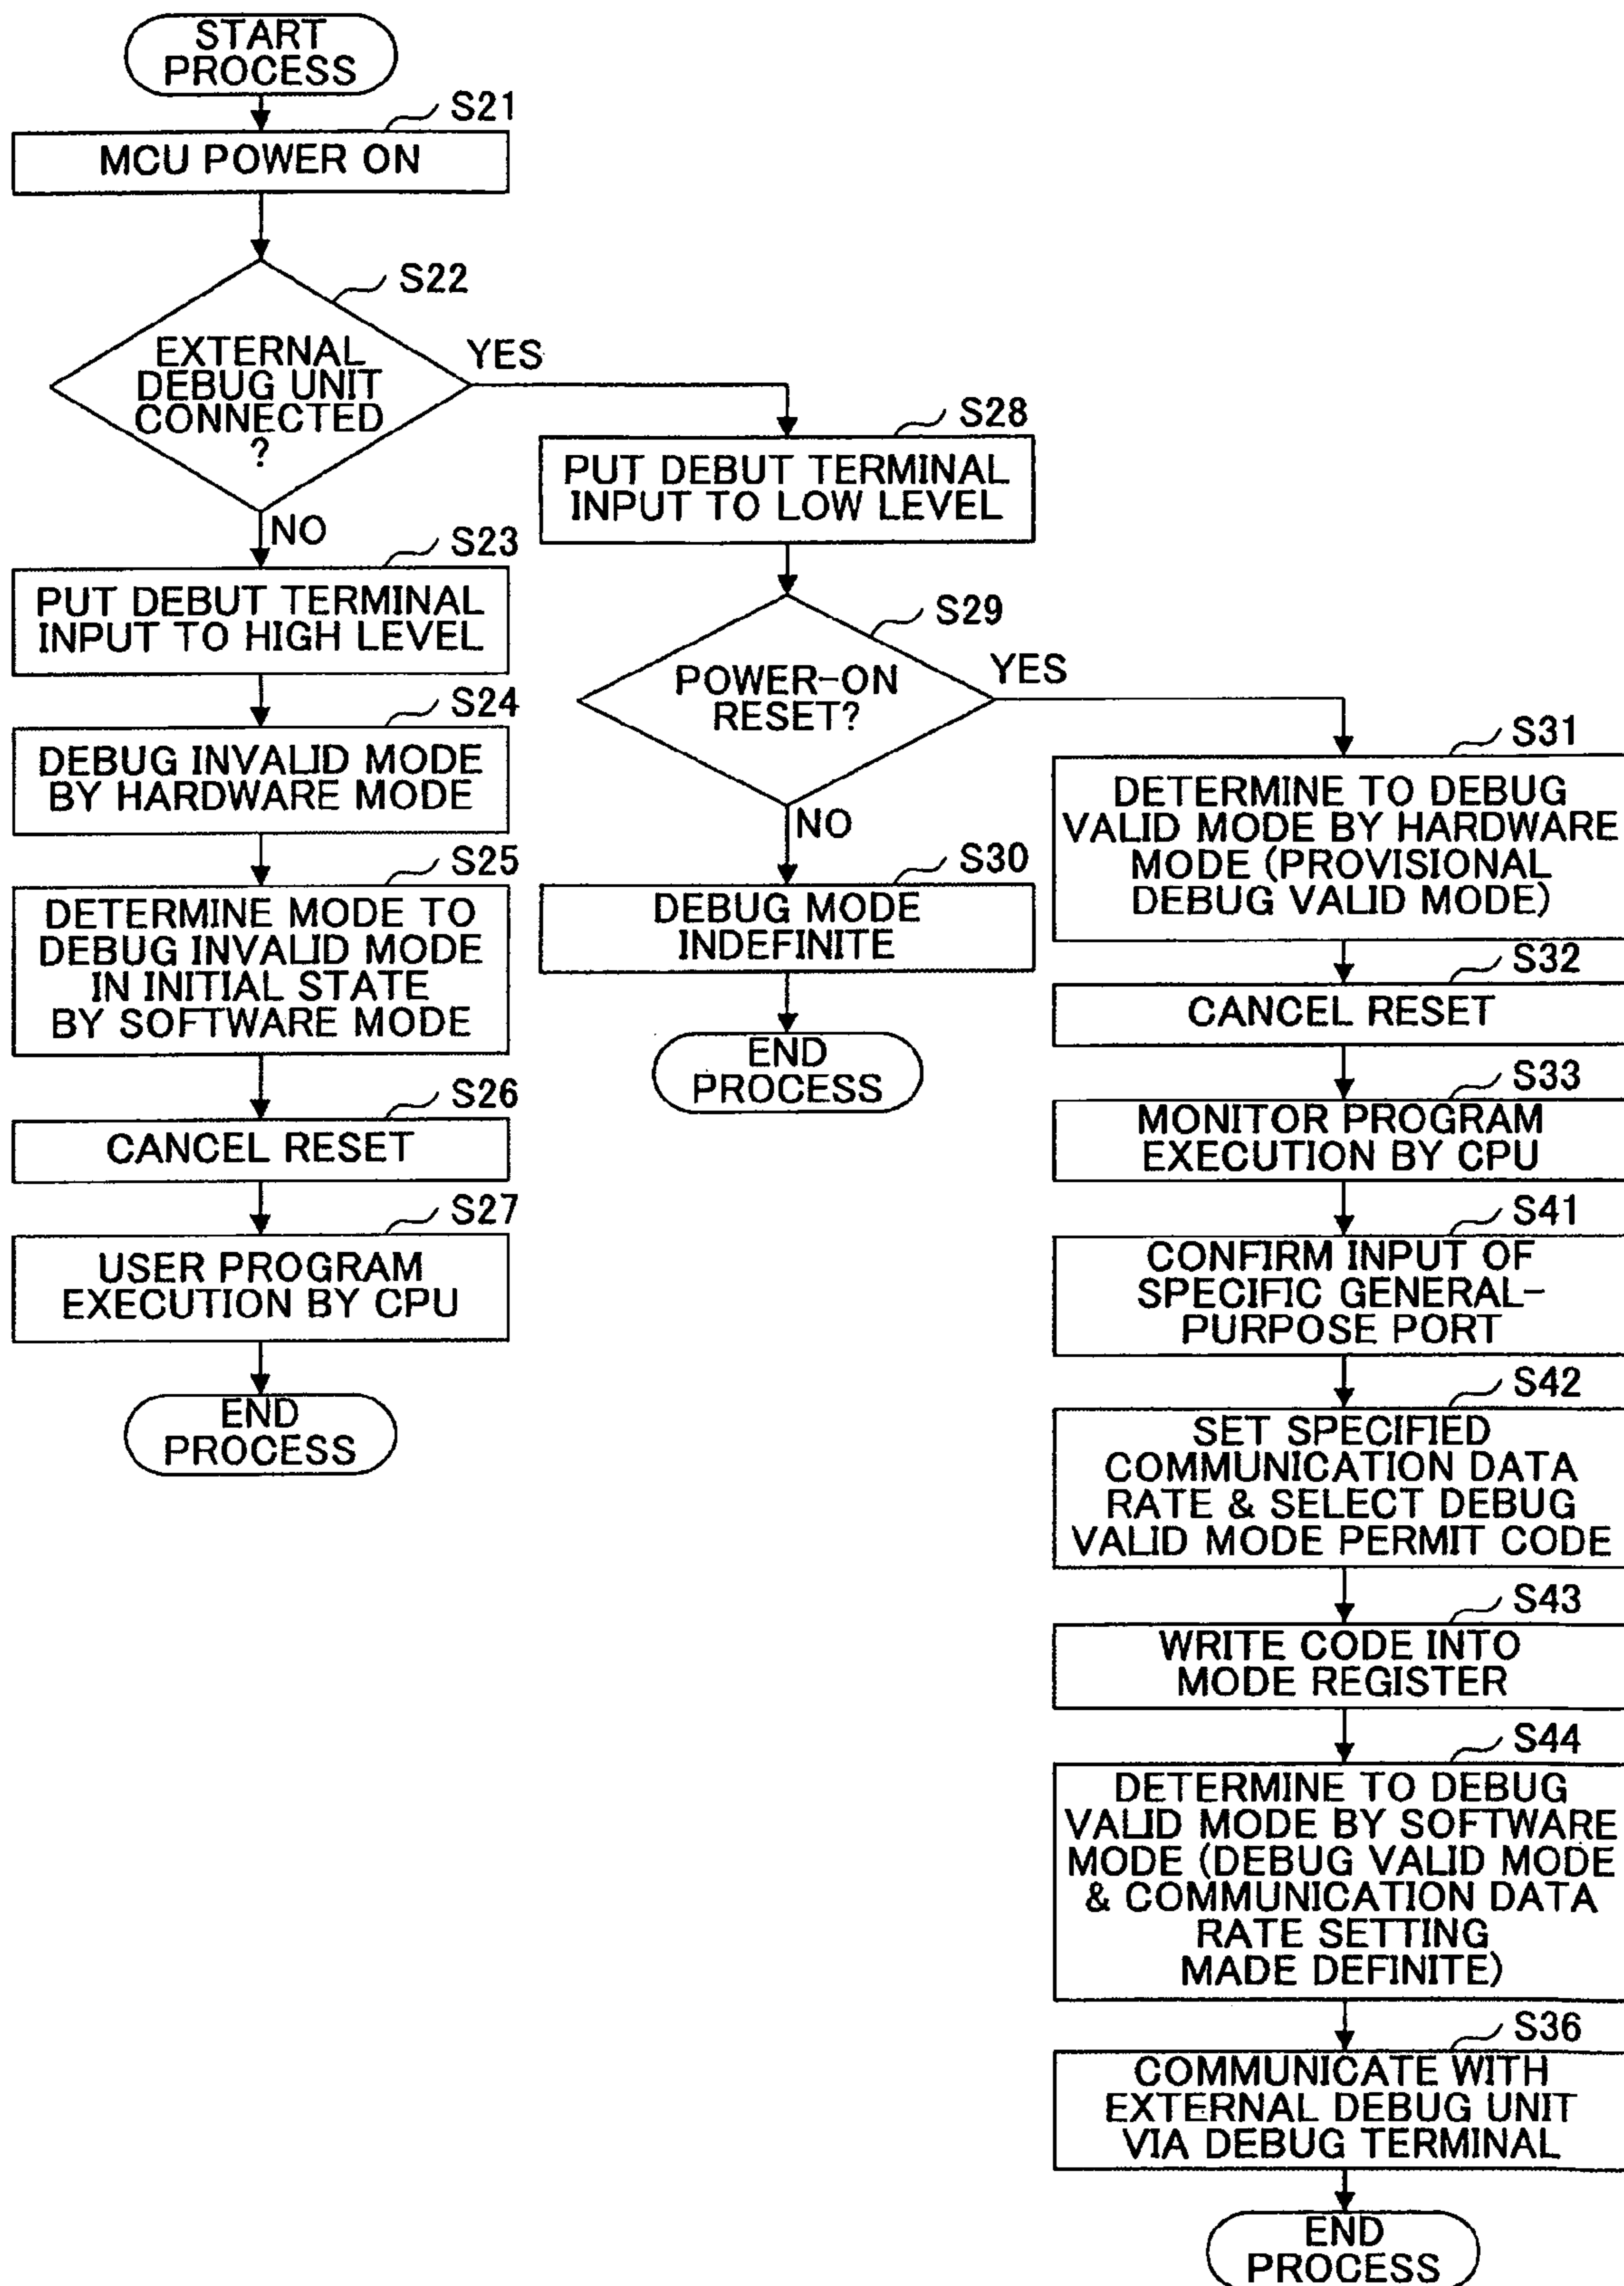 START
PROCESS
S21
MCU POWER ON
S22
EXTERNAL
DEBUG UNIT
CONNECTED
?
YES
NO
S23
PUT DEBUT TERMINAL
INPUT TO HIGH LEVEL
S24
DEBUG INVALID MODE
BY HARDWARE MODE
S25
DETERMINE MODE TO
DEBUG INVALID MODE
IN INITIAL STATE
BY SOFTWARE MODE
S26
CANCEL RESET
S27
USER PROGRAM
EXECUTION BY CPU
END
PROCESS
S28
PUT DEBUT TERMINAL
INPUT TO LOW LEVEL
S29
POWER-ON
RESET?
YES
NO
S30
DEBUG MODE
INDEFINITE
END
PROCESS
S31
DETERMINE TO DEBUG
VALID MODE BY HARDWARE
MODE (PROVISIONAL
DEBUG VALID MODE)
S32
CANCEL RESET
S33
MONITOR PROGRAM
EXECUTION BY CPU
S41
CONFIRM INPUT OF
SPECIFIC GENERAL-
PURPOSE PORT
S42
SET SPECIFIED
COMMUNICATION DATA
RATE & SELECT DEBUG
VALID MODE PERMIT CODE
S43
WRITE CODE INTO
MODE REGISTER
S44
DETERMINE TO DEBUG
VALID MODE BY SOFTWARE
MODE (DEBUG VALID MODE
& COMMUNICATION DATA
RATE SETTING
MADE DEFINITE)
S36
COMMUNICATE WITH
EXTERNAL DEBUG UNIT
VIA DEBUG TERMINAL
END
PROCESS